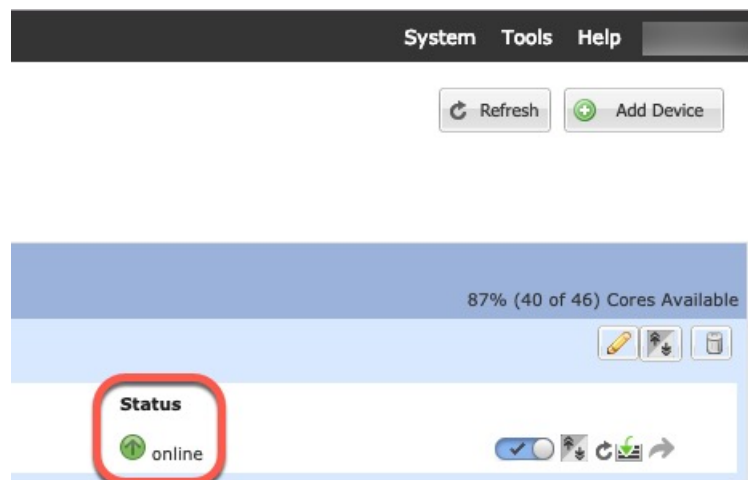 System Tools Help
Refresh Add Device
87% (40 of 46) Cores Available
Status
online